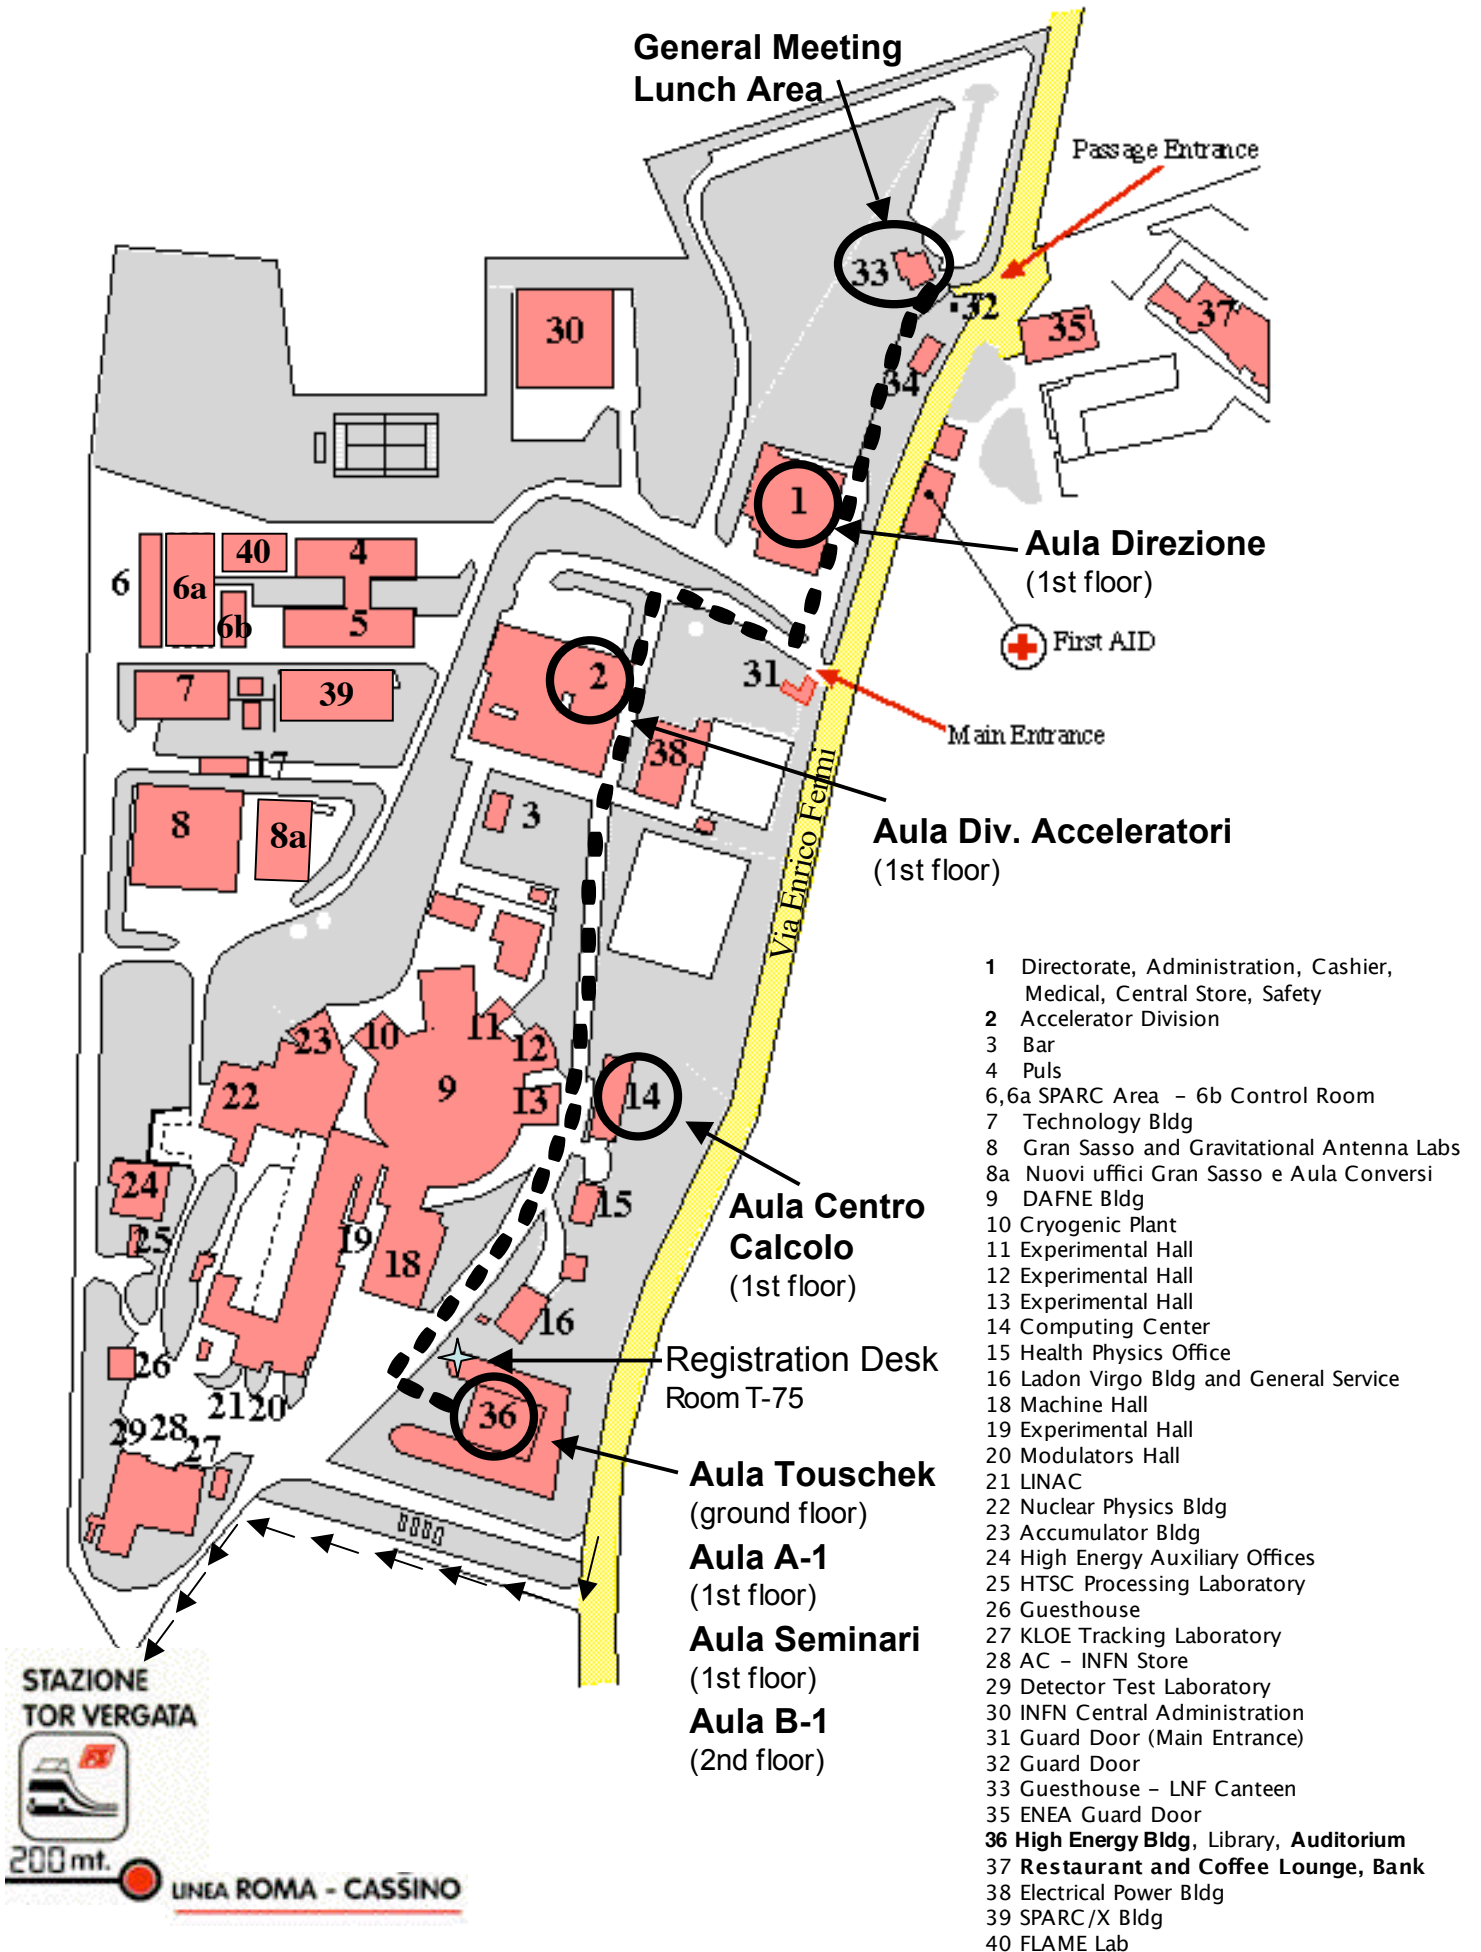 General Meeting
Lunch Area
Passage Entrance
33
32
35
37
30
34
1
Aula Direzione
(1st floor)
First AID
6
6a
40
4
6b
5
2
31
Main Entrance
7
39
38
17
8
8a
3
Via Enrico Fermi
Aula Div. Acceleratori
(1st floor)
23
10
11
12
9
22
13
14
24
15
Aula Centro
Calcolo
(1st floor)
25
19
18
16
26
Registration Desk
Room T-75
21
20
29
28
27
36
Aula Touschek
(ground floor)
Aula A-1
(1st floor)
Aula Seminari
(1st floor)
Aula B-1
(2nd floor)
STAZIONE
TOR VERGATA
FS
200 mt.
LINEA ROMA - CASSINO
1 Directorate, Administration, Cashier,
Medical, Central Store, Safety
2 Accelerator Division
3 Bar
4 Puls
6,6a SPARC Area - 6b Control Room
7 Technology Bldg
8 Gran Sasso and Gravitational Antenna Labs
8a Nuovi uffici Gran Sasso e Aula Conversi
9 DAFNE Bldg
10 Cryogenic Plant
11 Experimental Hall
12 Experimental Hall
13 Experimental Hall
14 Computing Center
15 Health Physics Office
16 Ladon Virgo Bldg and General Service
18 Machine Hall
19 Experimental Hall
20 Modulators Hall
21 LINAC
22 Nuclear Physics Bldg
23 Accumulator Bldg
24 High Energy Auxiliary Offices
25 HTSC Processing Laboratory
26 Guesthouse
27 KLOE Tracking Laboratory
28 AC - INFN Store
29 Detector Test Laboratory
30 INFN Central Administration
31 Guard Door (Main Entrance)
32 Guard Door
33 Guesthouse - LNF Canteen
35 ENEA Guard Door
36 High Energy Bldg, Library, Auditorium
37 Restaurant and Coffee Lounge, Bank
38 Electrical Power Bldg
39 SPARC/X Bldg
40 FLAME Lab